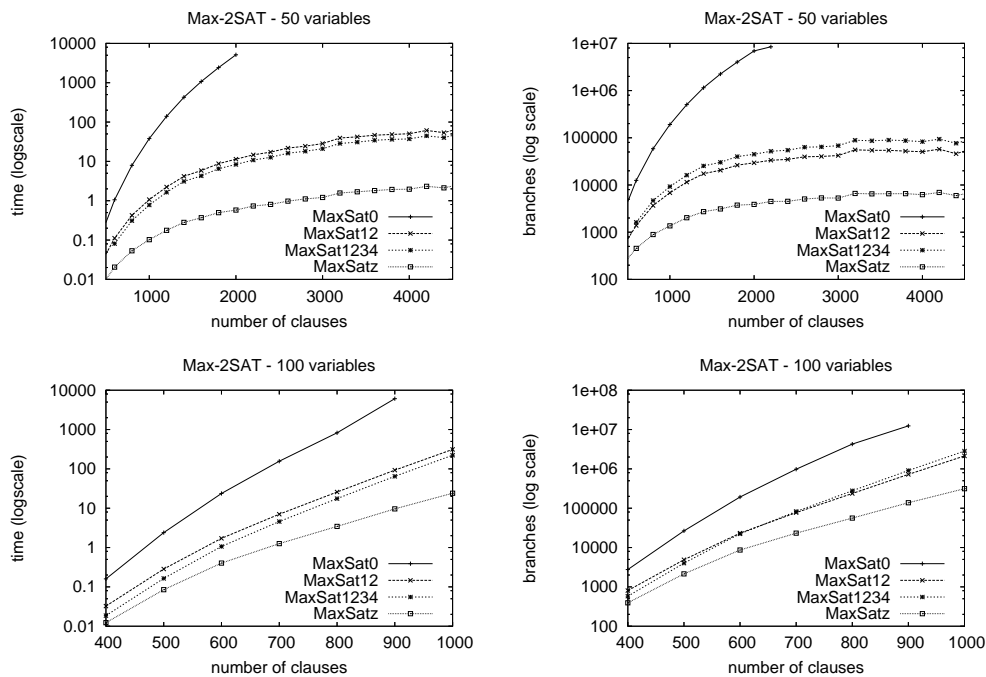 Max-2SAT - 50 variables
10000
1000
100
10
1
0.1
0.01
time (logscale)
MaxSat0
MaxSat12
MaxSat1234
MaxSatz
1000 2000 3000 4000
number of clauses
Max-2SAT - 50 variables
1e+07
1e+06
100000
10000
1000
100
branches (log scale)
MaxSat0
MaxSat12
MaxSat1234
MaxSatz
1000 2000 3000 4000
number of clauses
Max-2SAT - 100 variables
10000
1000
100
10
1
0.1
0.01
time (logscale)
MaxSat0
MaxSat12
MaxSat1234
MaxSatz
400 500 600 700 800 900 1000
number of clauses
Max-2SAT - 100 variables
1e+08
1e+07
1e+06
100000
10000
1000
100
branches (log scale)
MaxSat0
MaxSat12
MaxSat1234
MaxSatz
400 500 600 700 800 900 1000
number of clauses